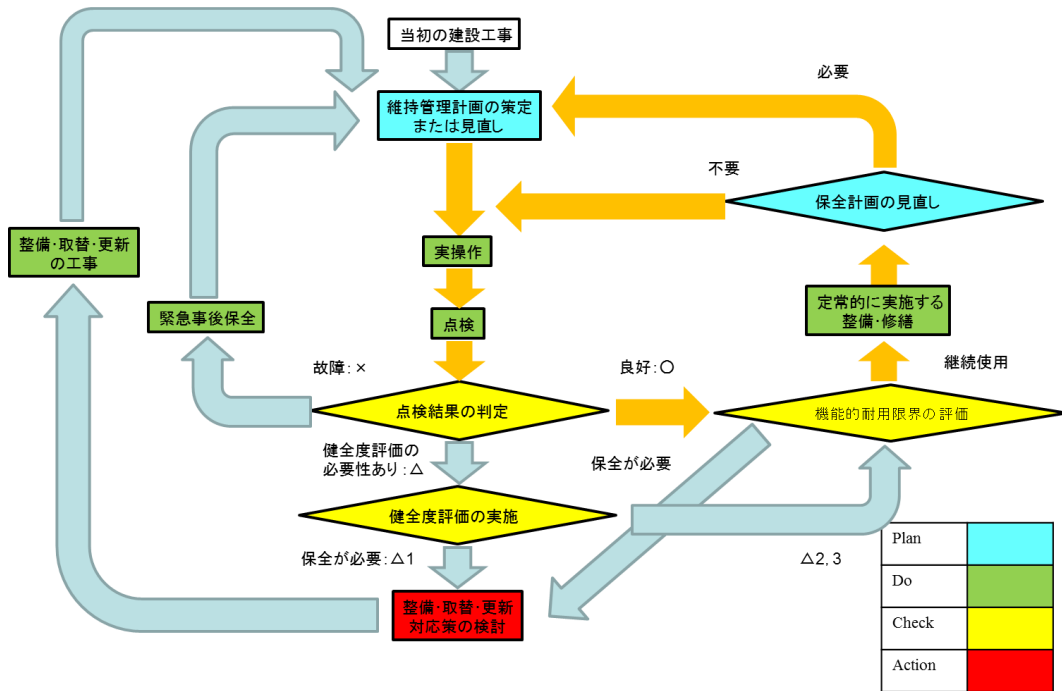 当初の建設工事
必要
維持管理計画の策定
または見直し
不要
保全計画の見直し
整備・取替・更新
の工事
実操作
緊急事後保全
点検
定常的に実施する
整備・修繕
故障：×
良好：〇
継続使用
点検結果の判定
機能的耐用限界の評価
健全度評価の
必要性あり：△
保全が必要
健全度評価の実施
保全が必要：△1
△2，3
整備・取替・更新
対応策の検討
Plan
Do
Check
Action